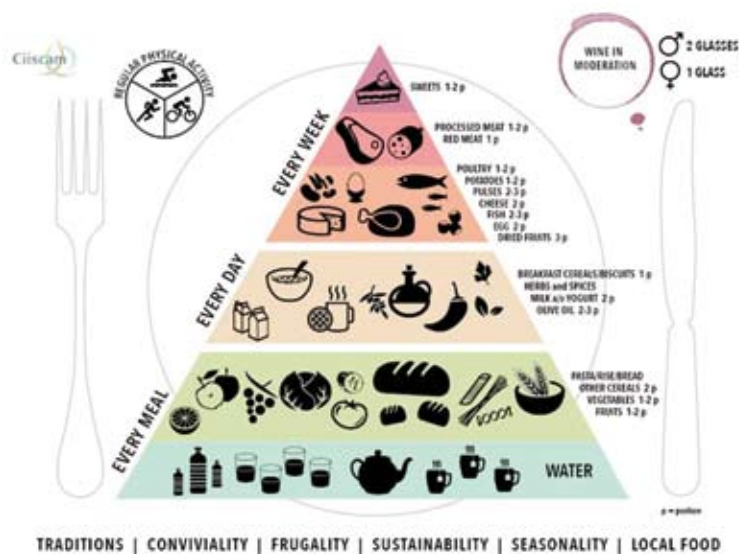 Ciiscam
REGULAR PHYSICAL ACTIVITY
WINE IN
MODERATION
2 GLASSES
1 GLASS
EVERY WEEK
SWEETS 1-2 p
PROCESSED MEAT 1-2 p
RED MEAT 1 p
POULTRY 1-2 p
POTATOES 1-2 p
PULSES 2-3 p
CHEESE 2 p
FISH 2-3 p
EGG 2 p
DRIED FRUITS 3 p
EVERY DAY
BREAKFAST CEREALS/BISCUITS 1 p
HERBS and SPICES
MILK a/o YOGURT 2 p
OLIVE OIL 2-3 p
EVERY MEAL
PASTA/RISE/BREAD
OTHER CEREALS 2 p
VEGETABLES 1-2 p
FRUITS 1-2 p
WATER
p = portion
TRADITIONS | CONVIVIALITY | FRUGALITY | SUSTAINABILITY | SEASONALITY | LOCAL FOOD